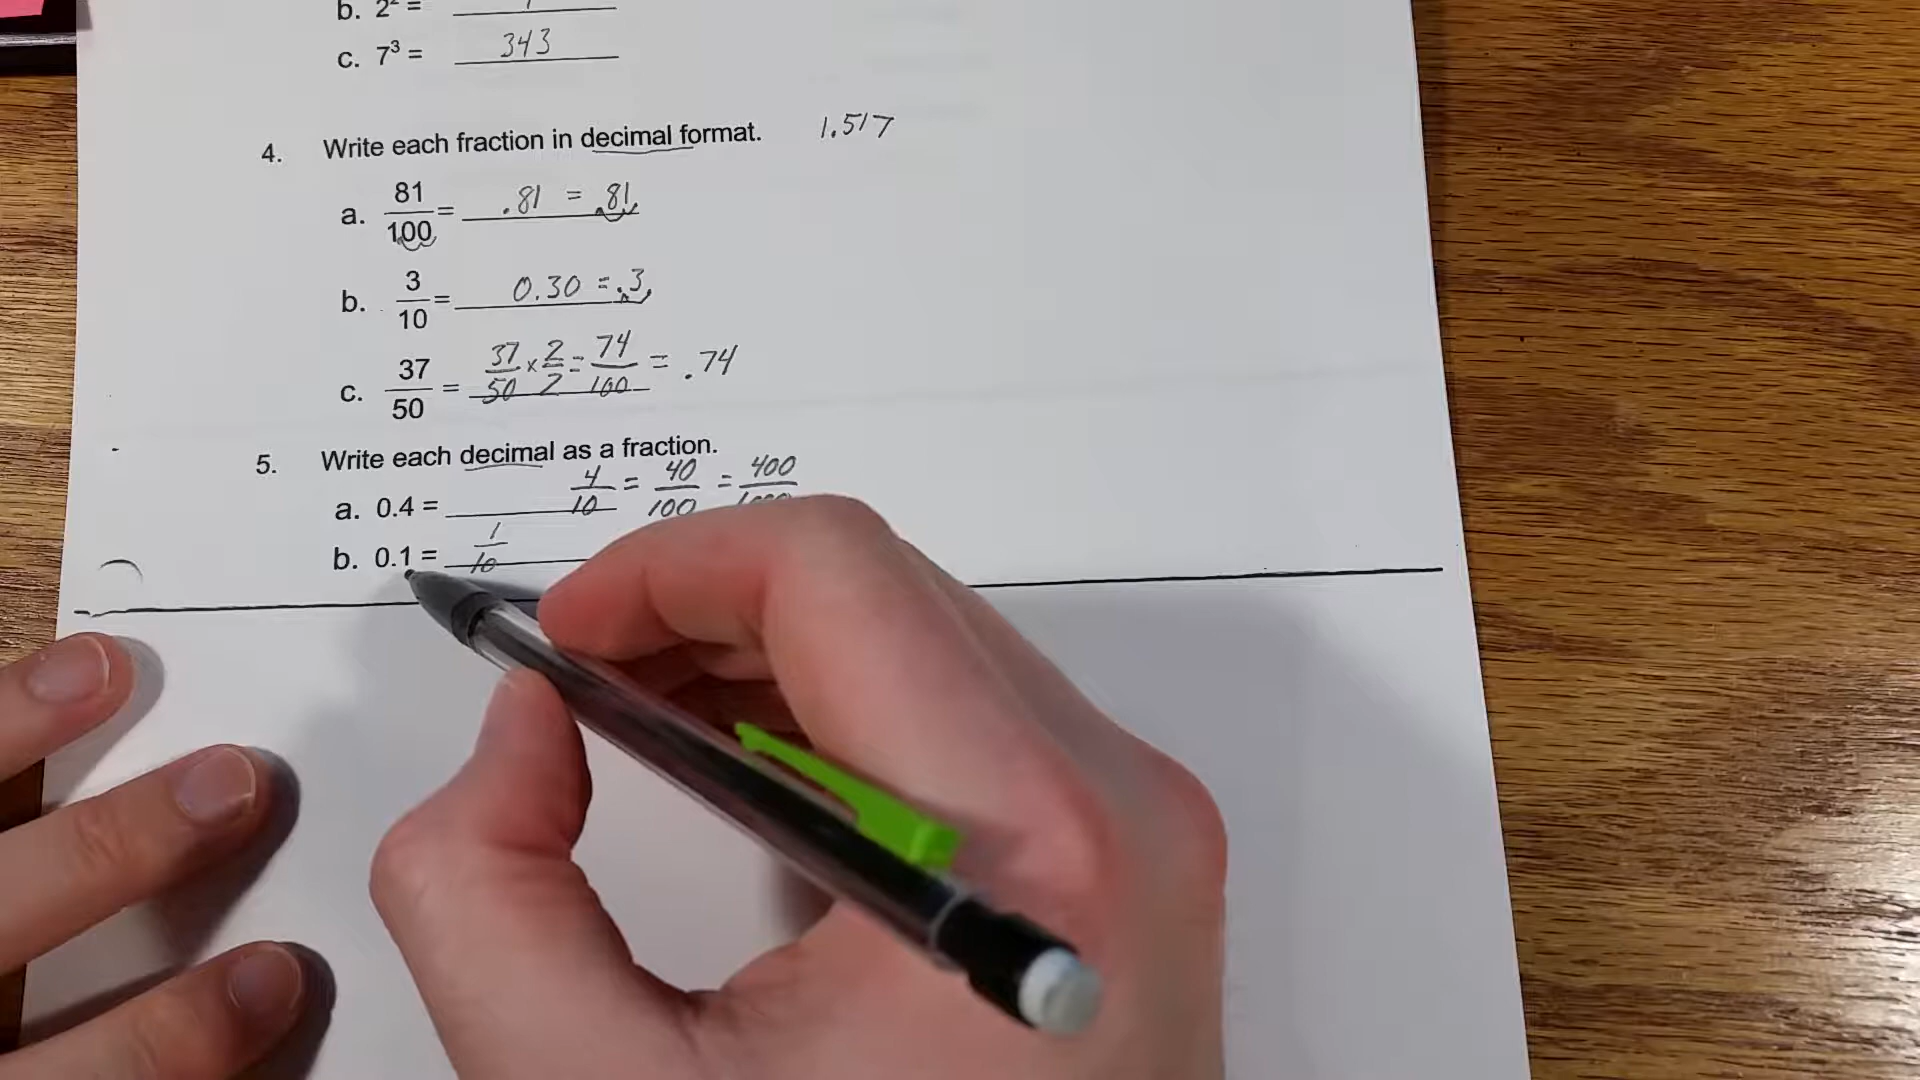 b. 2² =
c. 7³ = 343
4. Write each fraction in decimal format. 1.517
a. 81/100 = .81 = .81
b. 3/10 = 0.30 = .3
c. 37/50 = 37/50 x 2/2 = 74/100 = .74
5. Write each decimal as a fraction.
a. 0.4 = 4/10 = 40/100 = 400/
b. 0.1 = 1/10